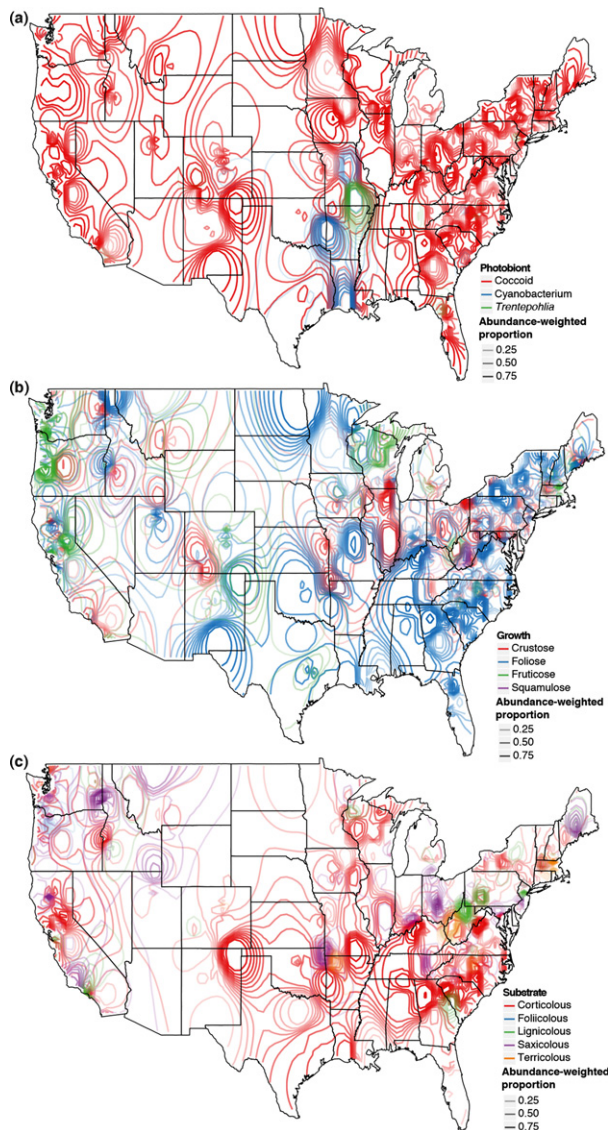 (a)
Photobiont
Coccoid
Cyanobacterium
Trentepohlia
Abundance-weighted
proportion
0.25
0.50
0.75
(b)
Growth
Crustose
Foliose
Fruticose
Squamulose
Abundance-weighted
proportion
0.25
0.50
0.75
(c)
Substrate
Corticolous
Foliicolous
Lignicolous
Saxicolous
Terricolous
Abundance-weighted
proportion
0.25
0.50
0.75